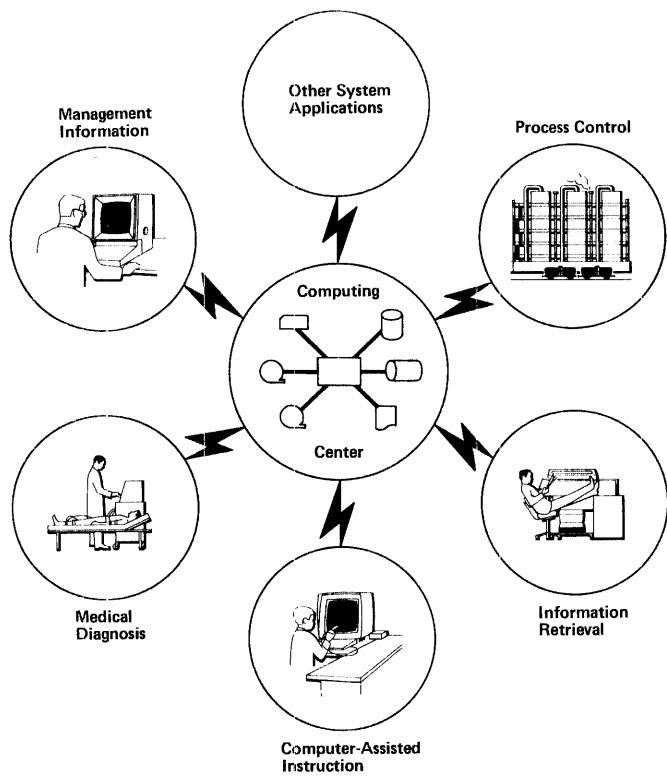 Other System
Applications
Management
Information
Process Control
Computing
Center
Medical
Diagnosis
Information
Retrieval
Computer-Assisted
Instruction